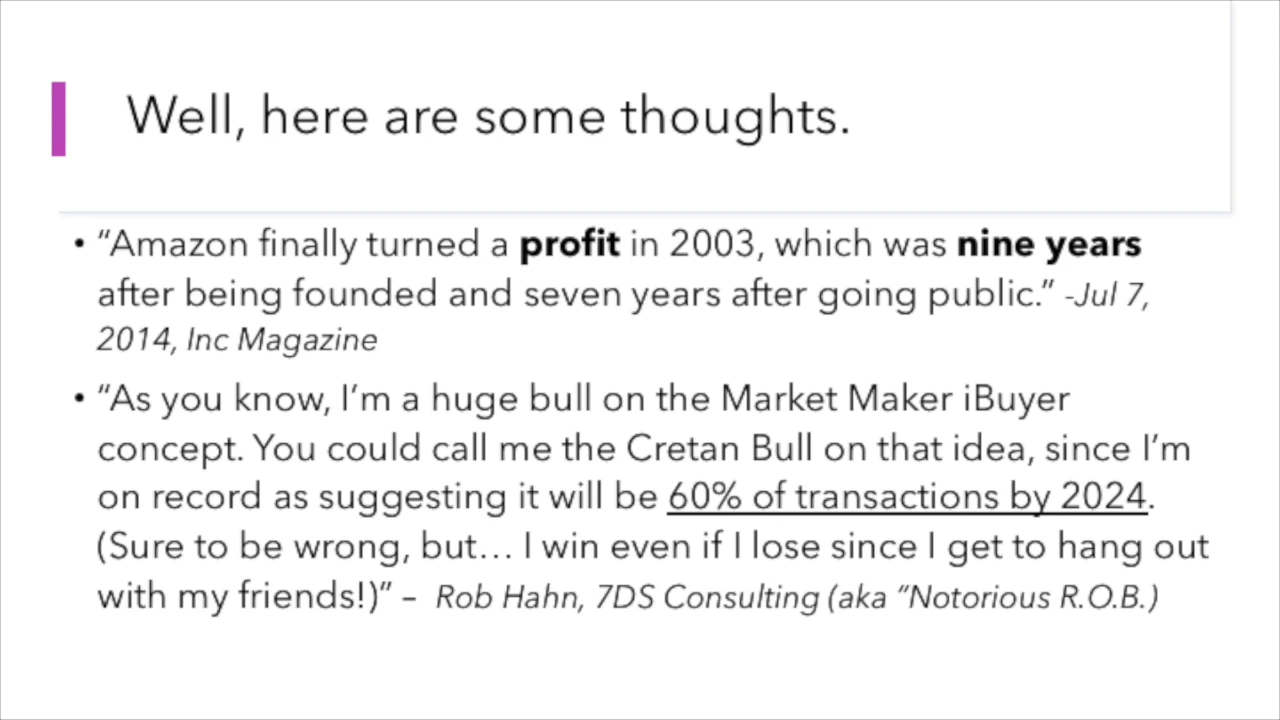 Well, here are some thoughts.
• “Amazon finally turned a profit in 2003, which was nine years
after being founded and seven years after going public.” -Jul 7,
2014, Inc Magazine
• “As you know, I’m a huge bull on the Market Maker iBuyer
concept. You could call me the Cretan Bull on that idea, since I’m
on record as suggesting it will be 60% of transactions by 2024.
(Sure to be wrong, but… I win even if I lose since I get to hang out
with my friends!)” – Rob Hahn, 7DS Consulting (aka “Notorious R.O.B.)